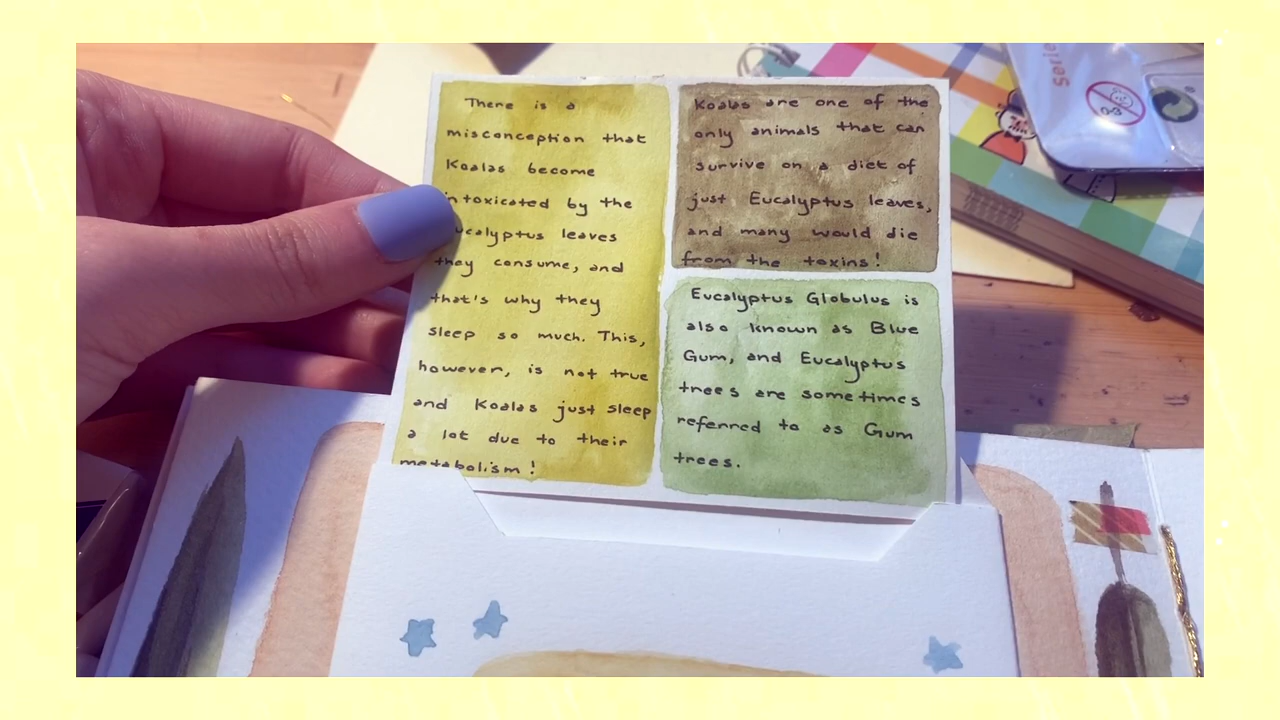 There is a
misconception that
Koalas become
intoxicated by the
Eucalyptus leaves
they consume, and
that's why they
sleep so much. This,
however, is not true
and Koalas just sleep
a lot due to their
metabolism!
Koalas are one of the
only animals that can
survive on a diet of
just Eucalyptus leaves,
and many would die
from the toxins!
Eucalyptus Globulus is
also known as Blue
Gum, and Eucalyptus
trees are sometimes
referred to as Gum
trees.
Serie
0-3